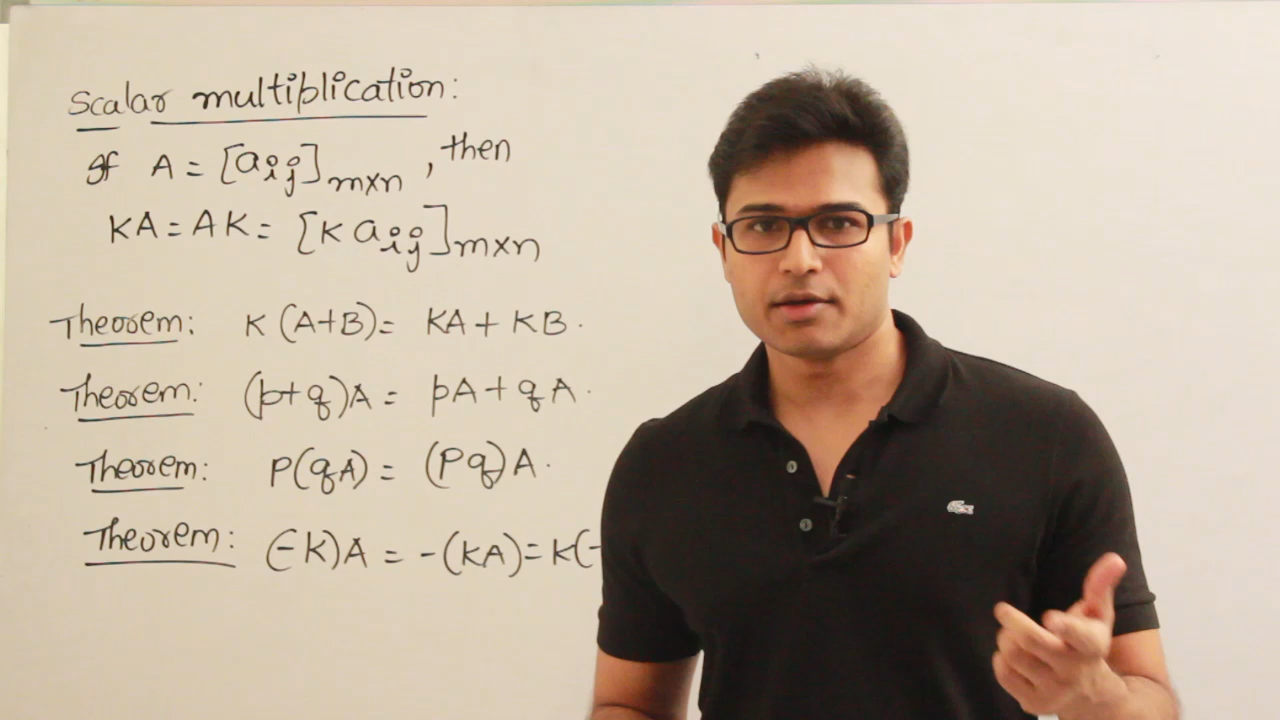 Scalar multiplication:
If A = [aij]m×n, then
KA = AK = [K aij]m×n
Theorem: K(A+B) = KA + KB.
Theorem: (p+q)A = pA + qA.
Theorem: P(qA) = (Pq)A.
Theorem: (-K)A = -(KA) = K(-